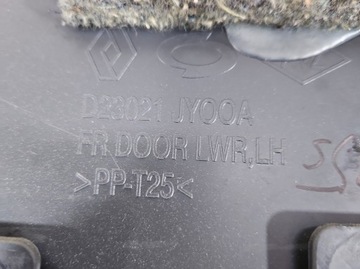 D23021 JY00A
FR DOOR LWR,LH
>PP-T25<